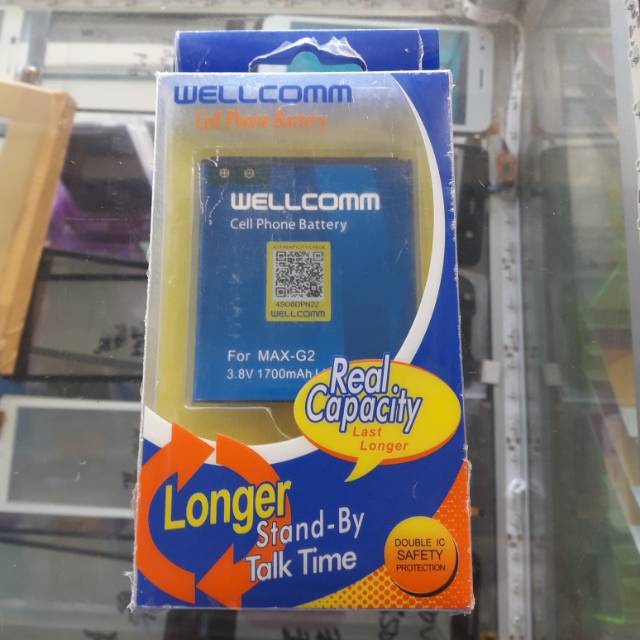 WELLCOMM
Cell Phone Battery
WELLCOMM
Cell Phone Battery
WELLCOMM
For MAX-G2
3.8V 1700mAh
Real
Capacity
Last
Longer
Longer
Stand-By
Talk Time
DOUBLE IC
SAFETY
PROTECTION